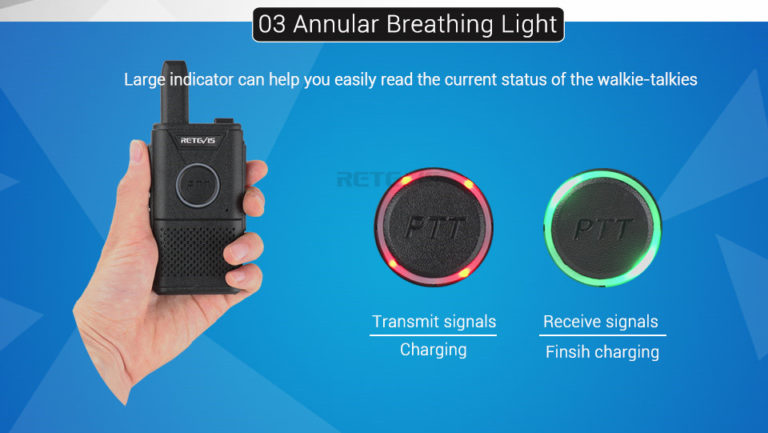 03 Annular Breathing Light
Large indicator can help you easily read the current status of the walkie-talkies
RETEVIS
PTT
RETEVIS
PTT
PTT
Transmit signals
Receive signals
Charging
Finsih charging